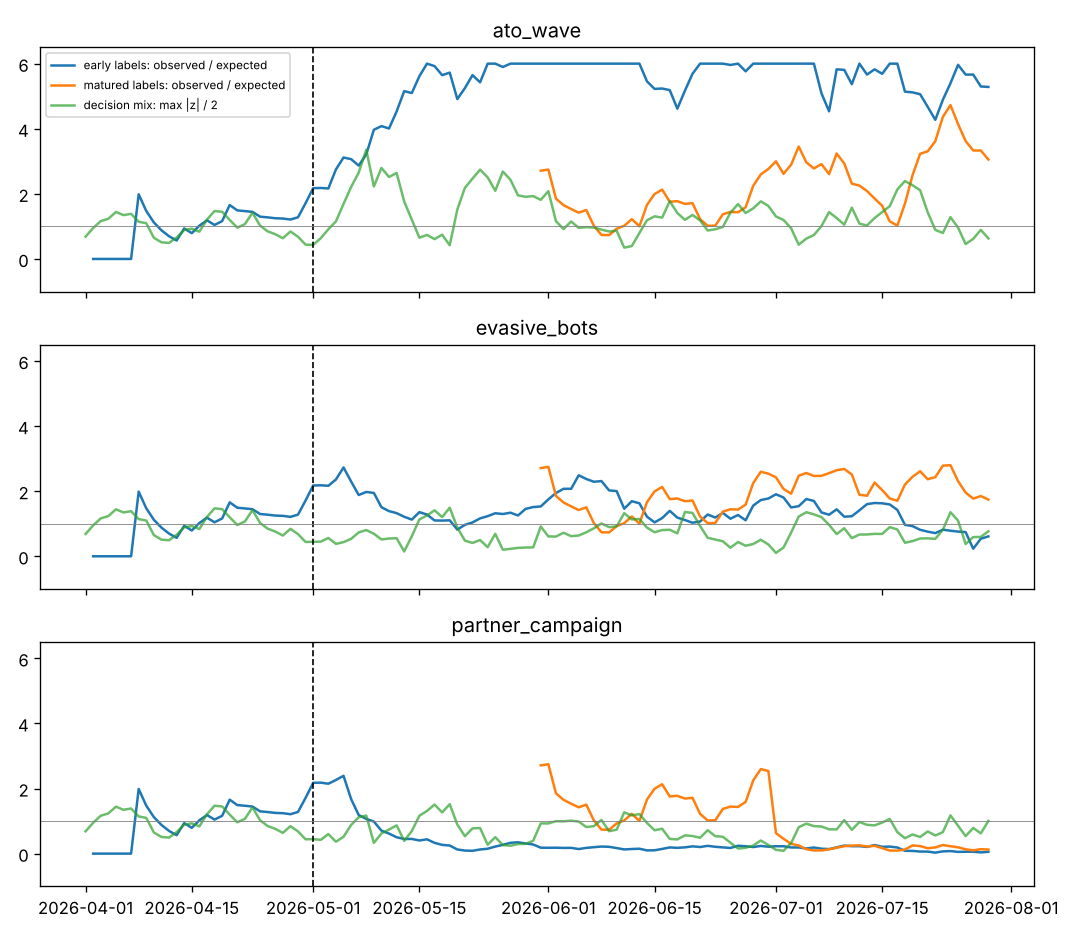 ato_wave
early labels: observed / expected
matured labels: observed / expected
decision mix: max |z| / 2
6
4
2
0
evasive_bots
6
4
2
0
partner_campaign
6
4
2
0
2026-04-01 2026-04-15 2026-05-01 2026-05-15 2026-06-01 2026-06-15 2026-07-01 2026-07-15 2026-08-01